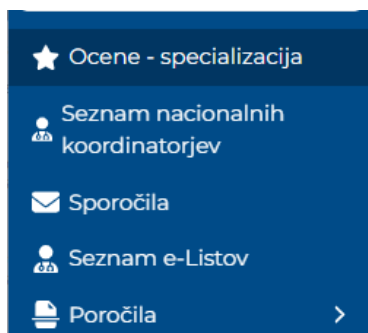 Ocene - specializacija
Seznam nacionalnih
koordinatorjev
Sporočila
Seznam e-Listov
Poročila